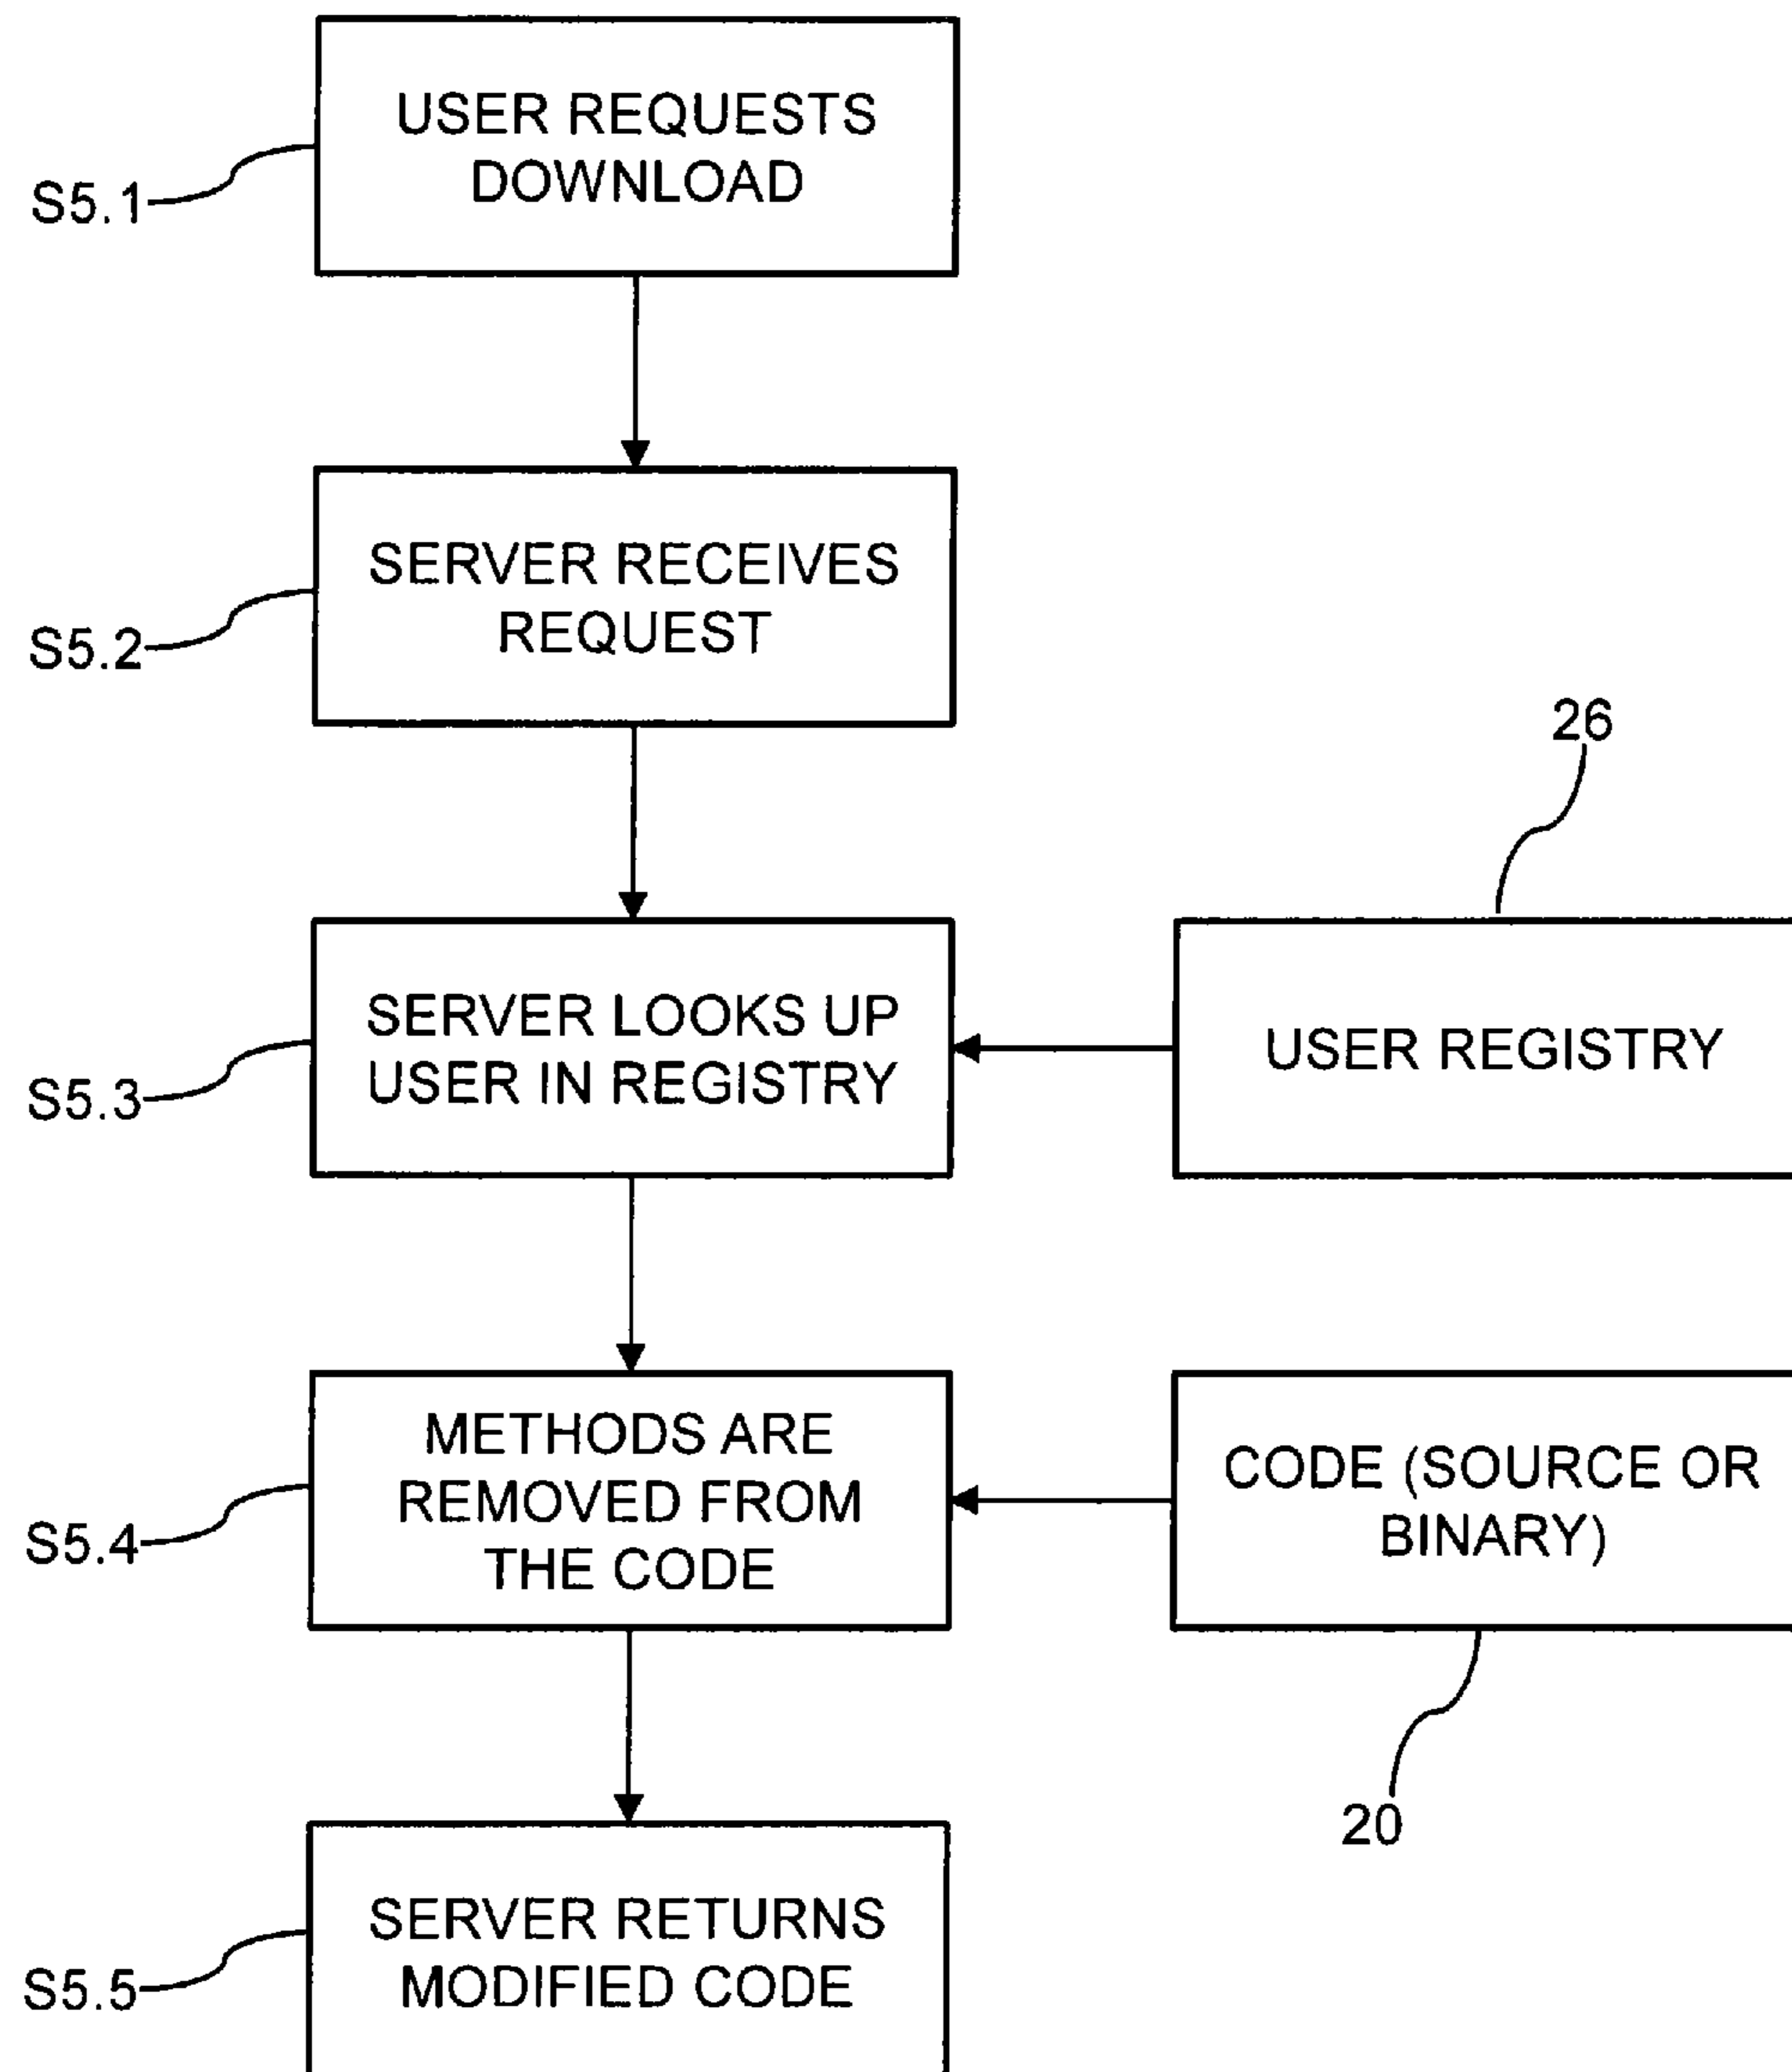 USER REQUESTS
DOWNLOAD
S5.1
SERVER RECEIVES
REQUEST
S5.2
26
SERVER LOOKS UP
USER IN REGISTRY
USER REGISTRY
S5.3
METHODS ARE
REMOVED FROM
THE CODE
CODE (SOURCE OR
BINARY)
S5.4
20
SERVER RETURNS
MODIFIED CODE
S5.5